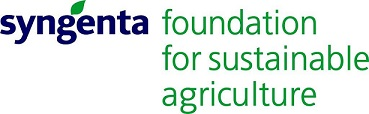 syngenta foundation
for sustainable
agriculture